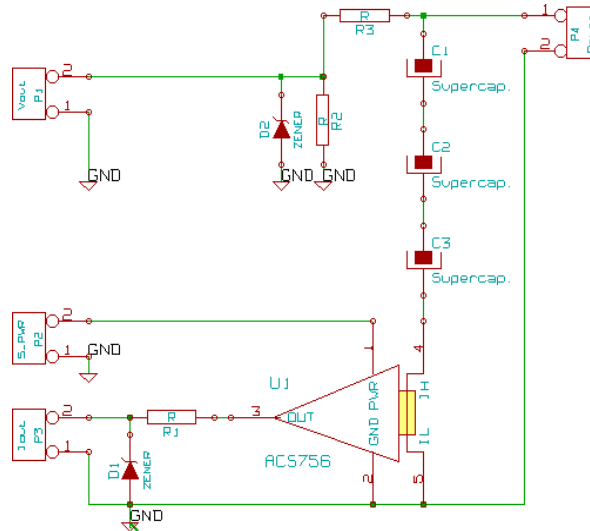 R
R3
1
2
P4
C1
Supercap.
2
1
Vout
P1
D2
ZENER
R
R2
GND
GND
GND
C2
Supercap.
C3
Supercap.
2
1
S_PWR
P2
GND
1
4
U1
2
1
Iout
P3
R
R1
3
OUT
GND
PWR
IH
IL
D1
ZENER
ACS756
2
5
GND